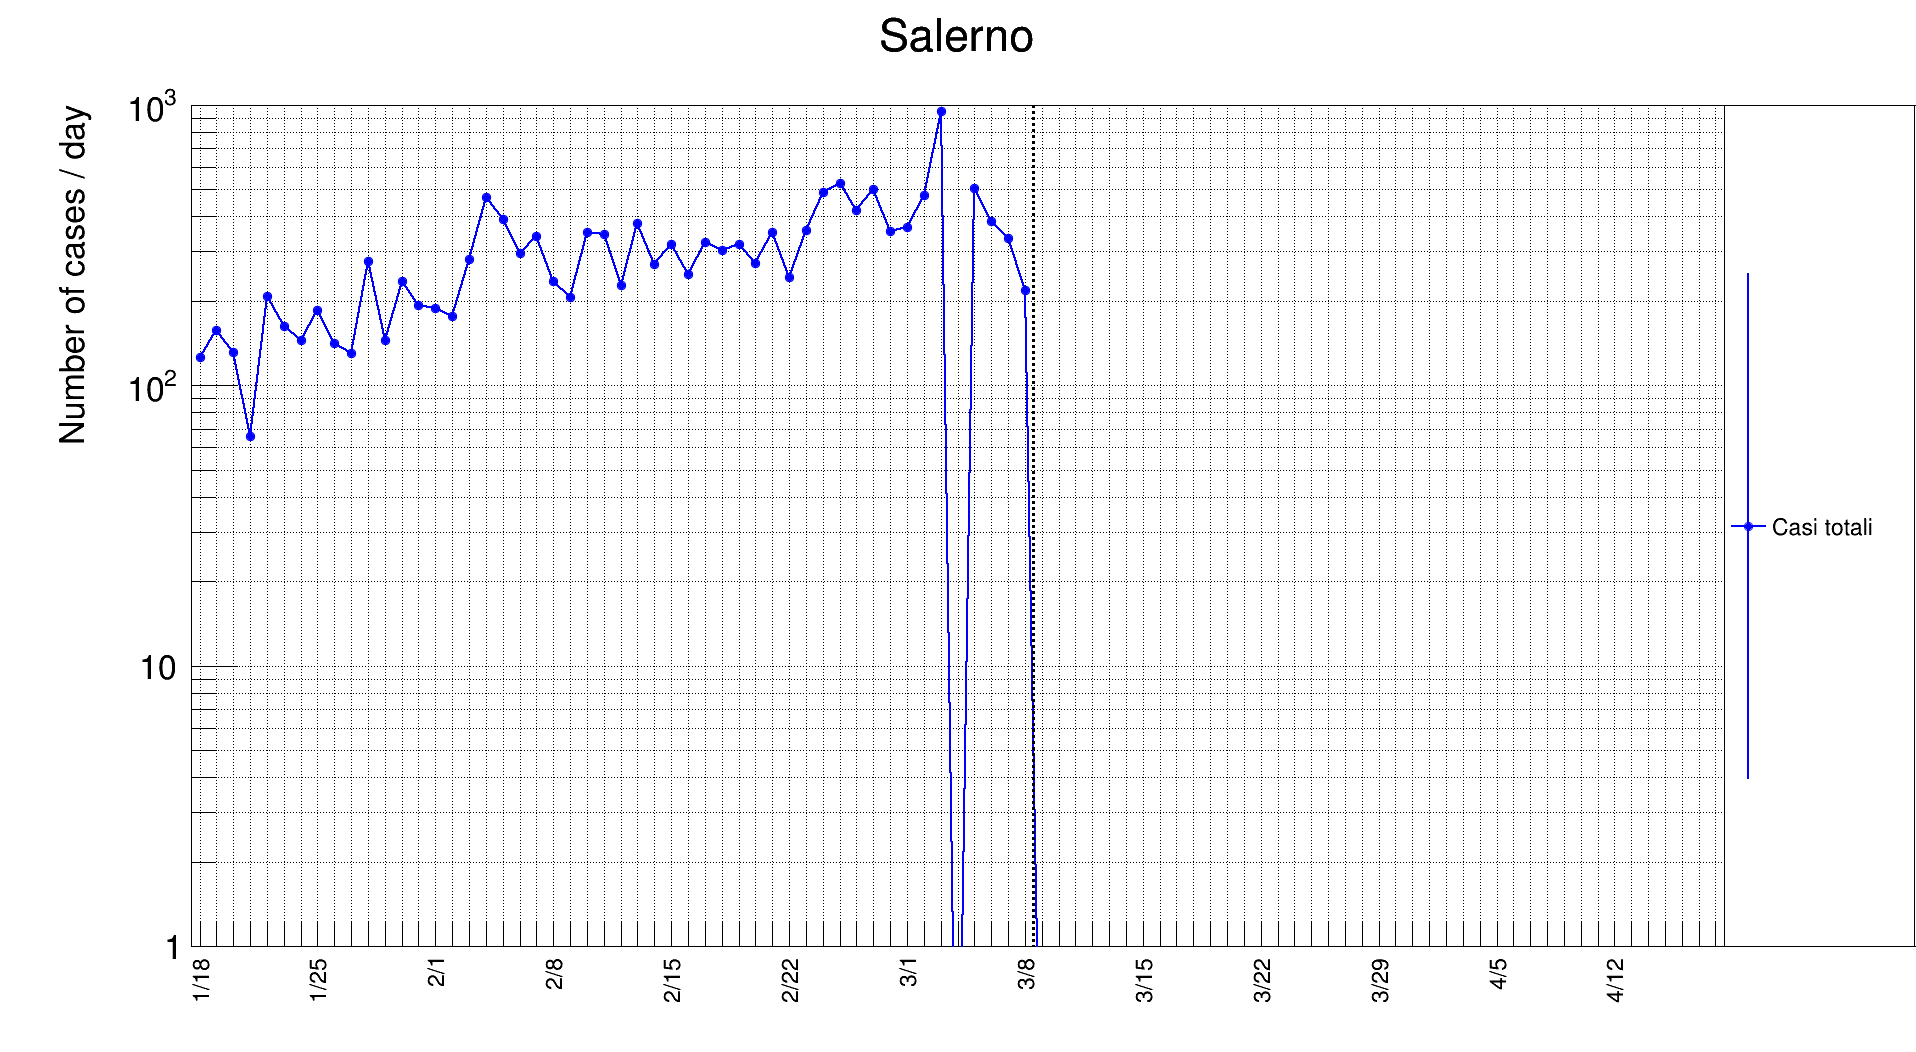 Salerno
Number of cases / day
10³
10²
10
1
1/18 1/25 2/1 2/8 2/15 2/22 3/1 3/8 3/15 3/22 3/29 4/5 4/12
Casi totali